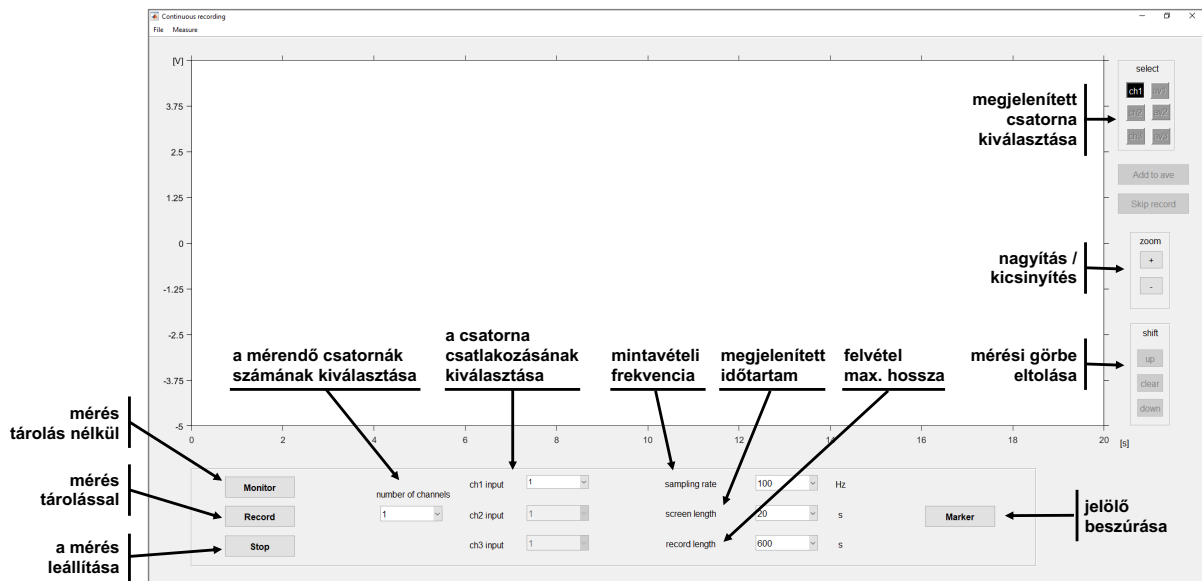 Continuous recording
File Measure
[V]
3.75
2.5
1.25
0
-1.25
-2.5
-3.75
-5
0 2 4 6 8 10 12 14 16 18 20 [s]
select
ch1 av1
ch2 av2
ch3 av3
Add to ave
Skip record
zoom
+
-
shift
up
clear
down
megjelenített
csatorna
kiválasztása
nagyítás /
kicsinyítés
mérési görbe
eltolása
a mérendő csatornák
számának kiválasztása
a csatorna
csatlakozásának
kiválasztása
mintavételi
frekvencia
megjelenített
időtartam
felvétel
max. hossza
mérés
tárolás nélkül
mérés
tárolással
a mérés
leállítása
Monitor
Record
Stop
number of channels
1
ch1 input 1
ch2 input 1
ch3 input 1
sampling rate 100 Hz
screen length 20 s
record length 600 s
Marker
jelölő
beszúrása